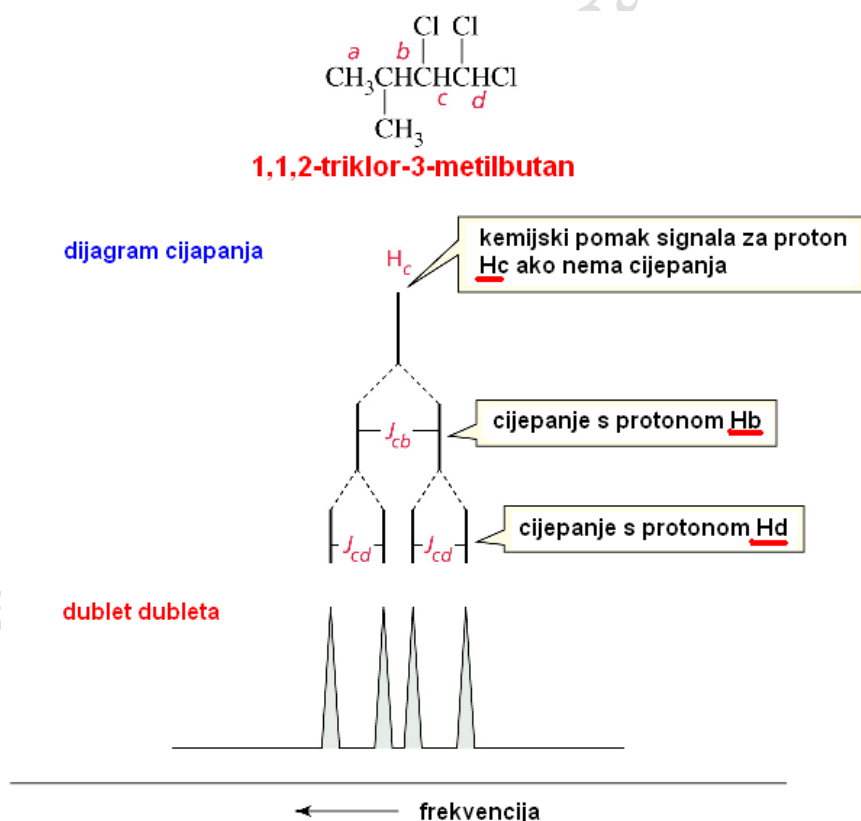 Cl Cl
a b
CH₃CHCHCHCl
c d
CH₃
1,1,2-triklor-3-metilbutan
dijagram cijapanja
Hc
kemijski pomak signala za proton
Hc ako nema cijepanja
Jcb
cijepanje s protonom Hb
Jcd Jcd
cijepanje s protonom Hd
dublet dubleta
frekvencija